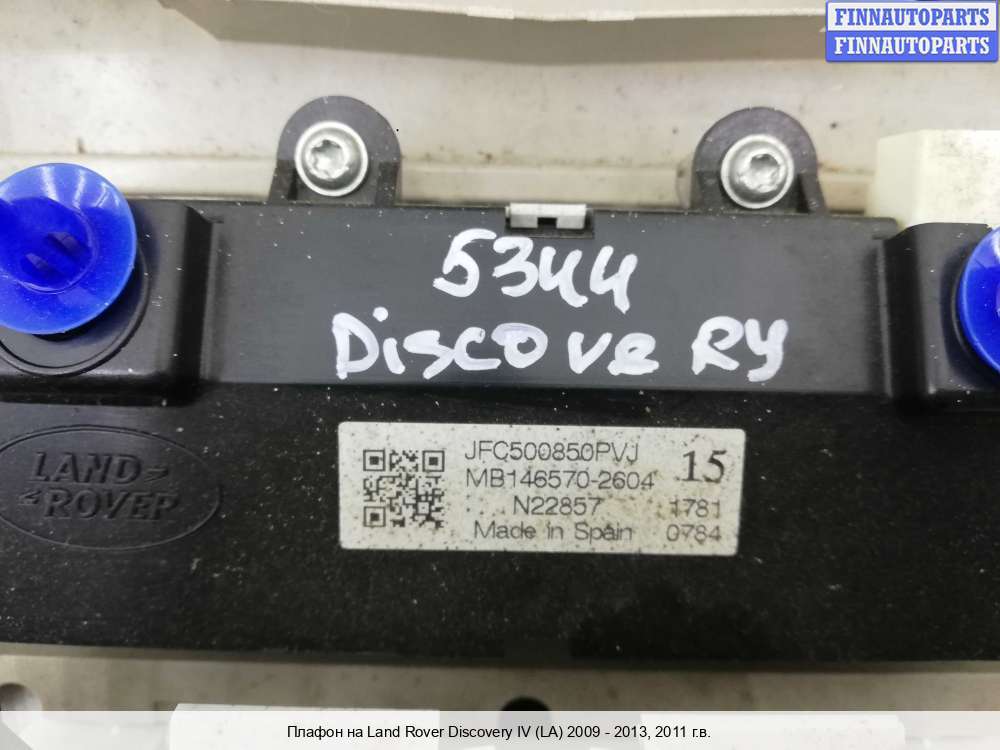 FINNAUTOPARTS
FINNAUTOPARTS
5344
DiscoveRy
LAND
ROVER
JFC500850PVJ
15
MB146570-2604
N22857
1781
Made in Spain
0784
Плафон на Land Rover Discovery IV (LA) 2009 - 2013, 2011 г.в.